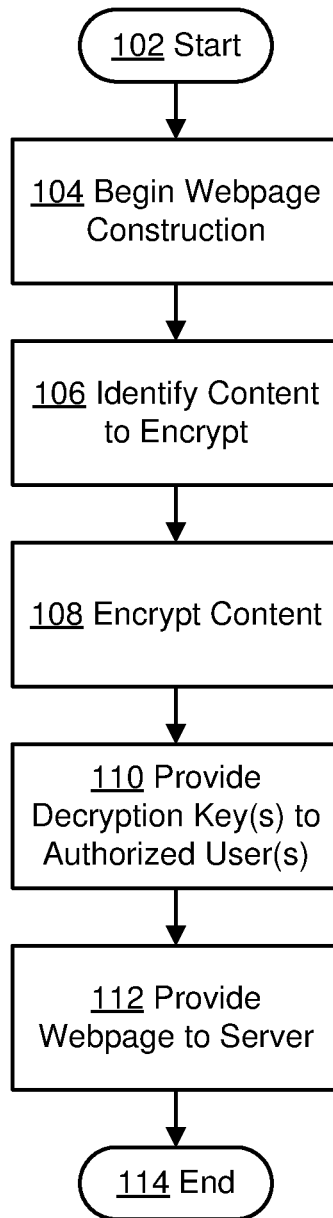 102 Start
104 Begin Webpage
Construction
106 Identify Content
to Encrypt
108 Encrypt Content
110 Provide
Decryption Key(s) to
Authorized User(s)
112 Provide
Webpage to Server
114 End